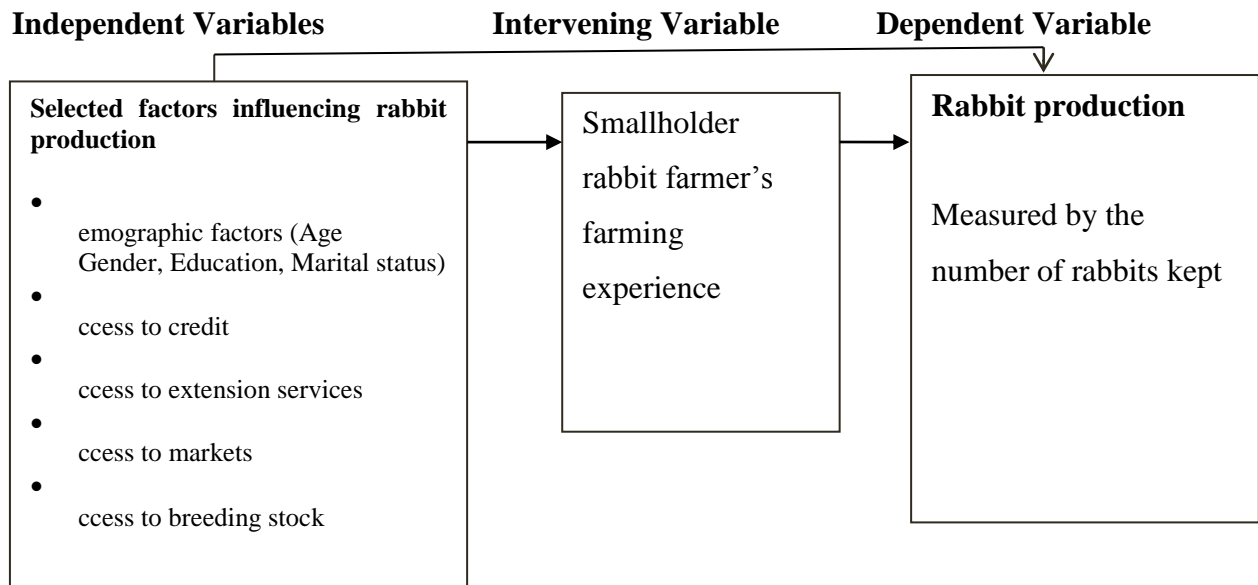 Independent Variables Intervening Variable Dependent Variable
Selected factors influencing rabbit
production
•
emographic factors (Age
Gender, Education, Marital status)
•
ccess to credit
•
ccess to extension services
•
ccess to markets
•
ccess to breeding stock
Smallholder
rabbit farmer’s
farming
experience
Rabbit production
Measured by the
number of rabbits kept